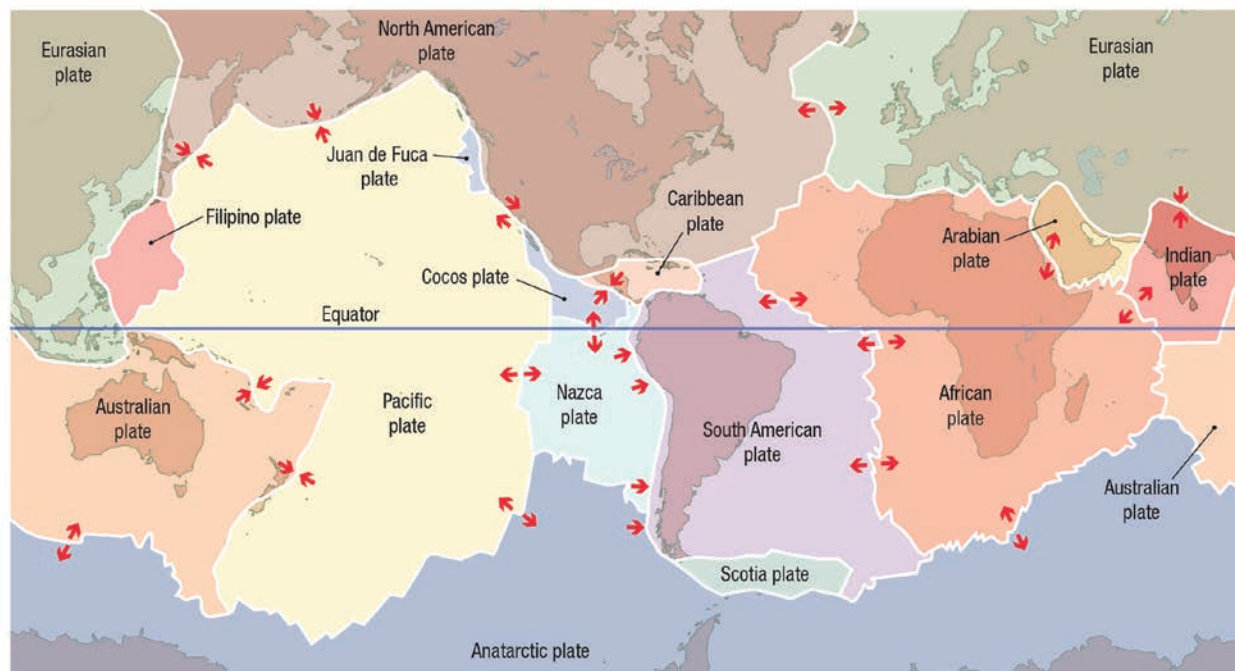 North American
plate
Eurasian
plate
Eurasian
plate
Juan de Fuca
plate
Caribbean
plate
Filipino plate
Arabian
plate
Indian
plate
Cocos plate
Equator
Australian
plate
Pacific
plate
Nazca
plate
South American
plate
African
plate
Australian
plate
Scotia plate
Anatarctic plate